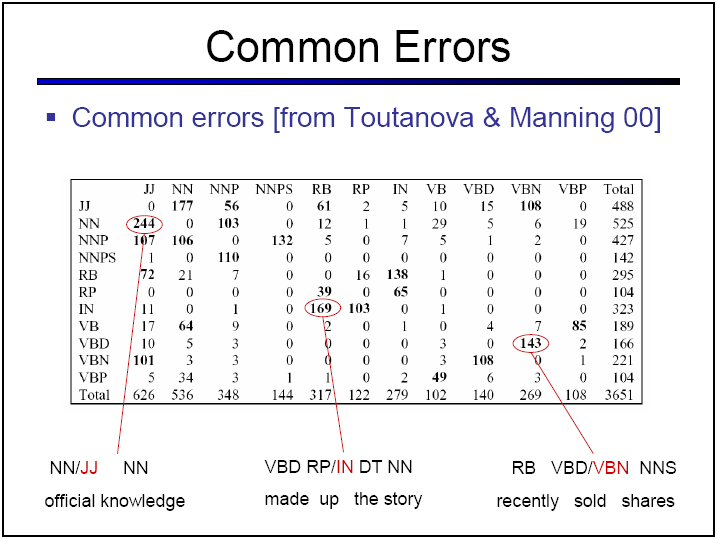 Common Errors
▪ Common errors [from Toutanova & Manning 00]
JJ NN NNP NNPS RB RP IN VB VBD VBN VBP Total
JJ 0 177 56 0 61 2 5 10 15 108 0 488
NN 244 0 103 0 12 1 1 29 5 6 19 525
NNP 107 106 0 132 5 0 7 5 1 2 0 427
NNPS 1 0 110 0 0 0 0 0 0 0 0 142
RB 72 21 7 0 0 16 138 1 0 0 0 295
RP 0 0 0 0 39 0 65 0 0 0 0 104
IN 11 0 1 0 169 103 0 1 0 0 0 323
VB 17 64 9 0 2 0 1 0 4 7 85 189
VBD 10 5 3 0 0 0 0 3 0 143 2 166
VBN 101 3 3 0 0 0 0 3 108 0 1 221
VBP 5 34 3 1 1 0 2 49 6 3 0 104
Total 626 536 348 144 317 122 279 102 140 269 108 3651
NN/JJ NN VBD RP/IN DT NN RB VBD/VBN NNS
official knowledge made up the story recently sold shares